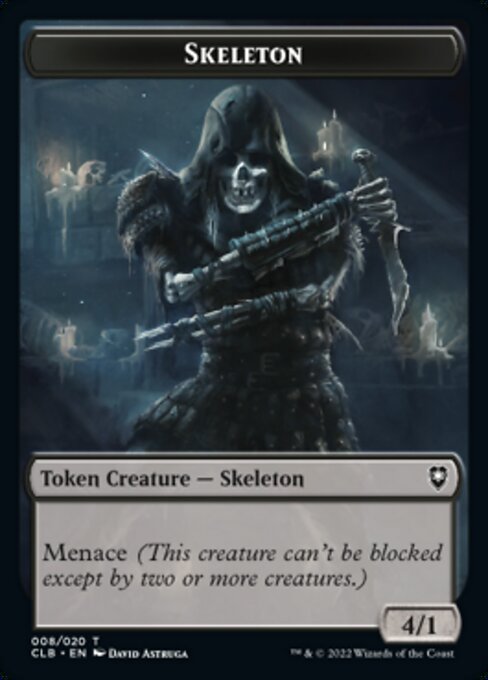 SKELETON
Token Creature — Skeleton
Menace (This creature can't be blocked
except by two or more creatures.)
4/1
008/020 T
CLB • EN DAVID ASTRUGA
™ & © 2022 Wizards of the Coast